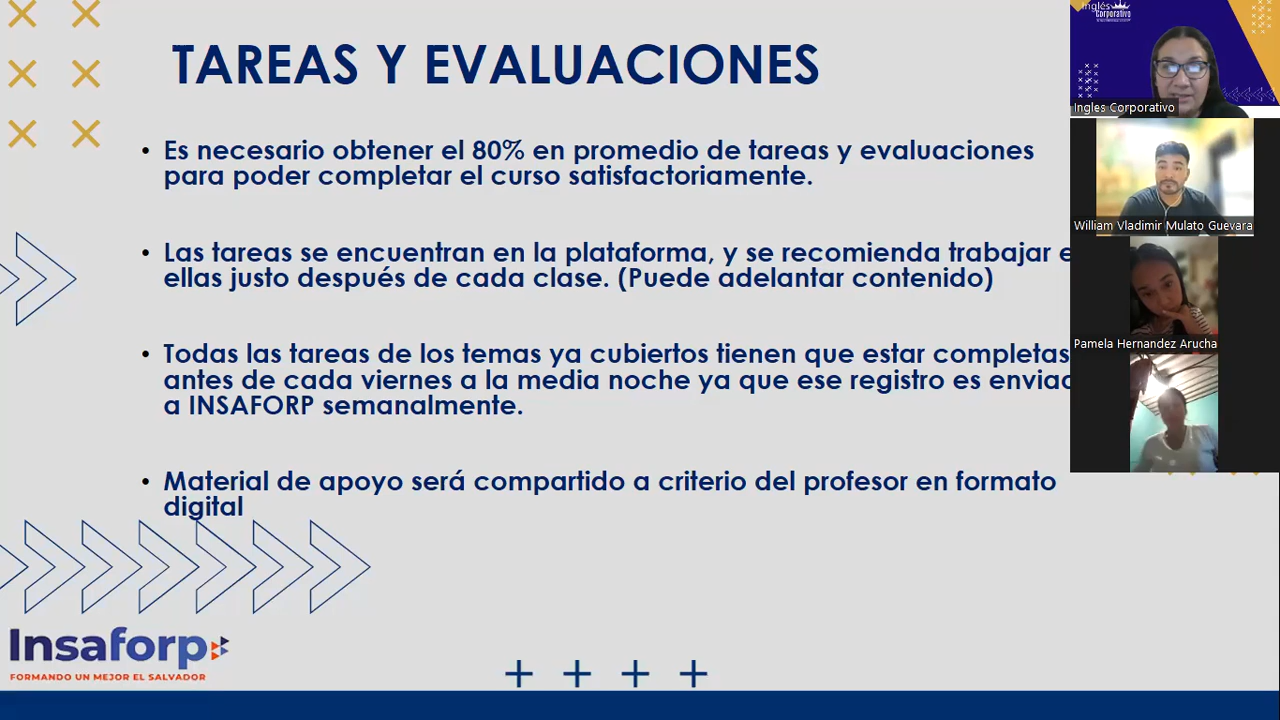 TAREAS Y EVALUACIONES
• Es necesario obtener el 80% en promedio de tareas y evaluaciones
para poder completar el curso satisfactoriamente.
• Las tareas se encuentran en la plataforma, y se recomienda trabajar e
ellas justo después de cada clase. (Puede adelantar contenido)
• Todas las tareas de los temas ya cubiertos tienen que estar completas
antes de cada viernes a la media noche ya que ese registro es enviad
a INSAFORP semanalmente.
• Material de apoyo será compartido a criterio del profesor en formato
digital
Insaforp
FORMANDO UN MEJOR EL SALVADOR
Inglés
Corporativo
Ingles Corporativo
William Vladimir Mulato Guevara
Pamela Hernandez Arucha